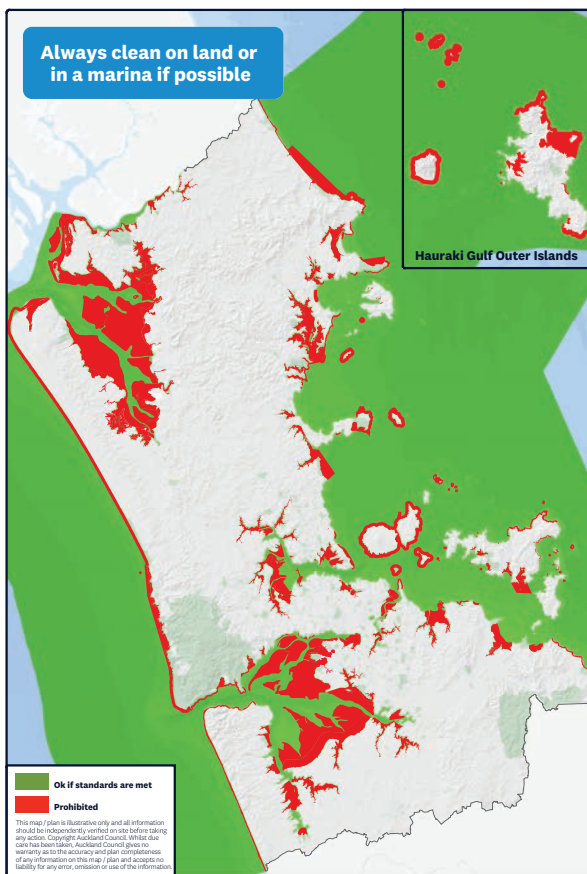 Always clean on land or
in a marina if possible
Hauraki Gulf Outer Islands
Ok if standards are met
Prohibited
This map / plan is illustrative only and all information
should be independently verified on site before taking
any action. Copyright Auckland Council. Whilst due
care has been taken, Auckland Council gives no
warranty as to the accuracy and plan completeness
of any information on this map / plan and accepts no
liability for any error, omission or use of the information.